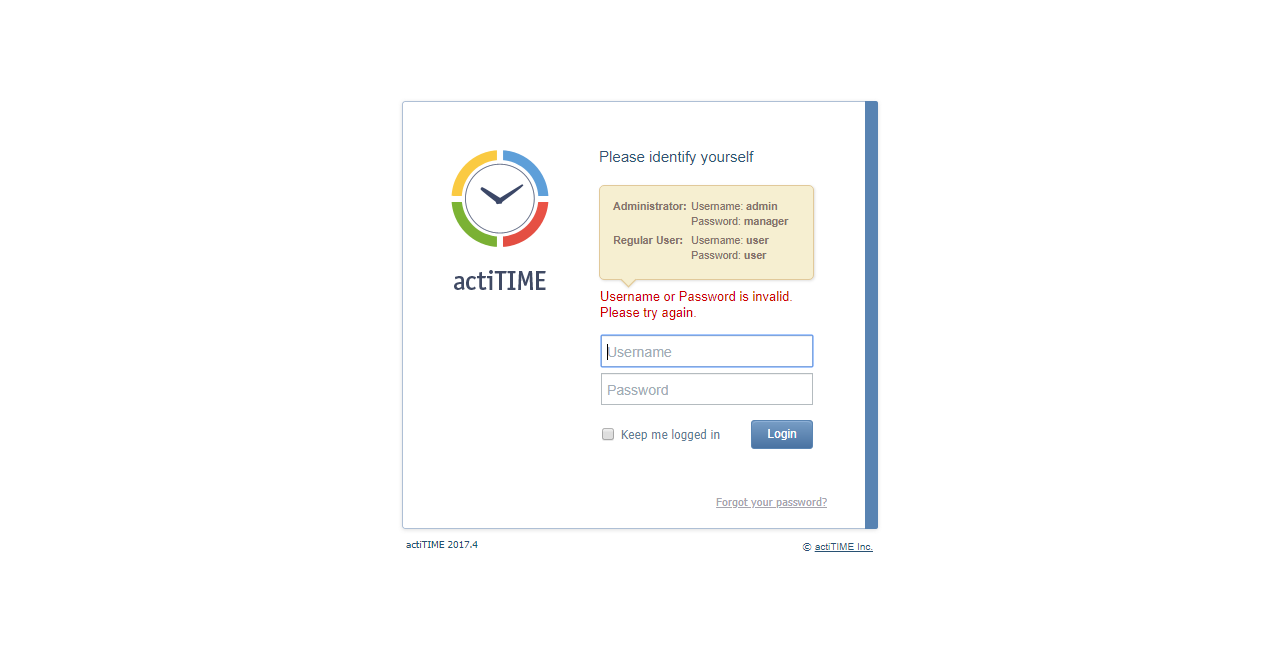 actiTIME
Please identify yourself
Administrator: Username: admin
Password: manager
Regular User: Username: user
Password: user
Username or Password is invalid.
Please try again.
Username
Password
Keep me logged in
Login
Forgot your password?
actiTIME 2017.4
© actiTIME Inc.